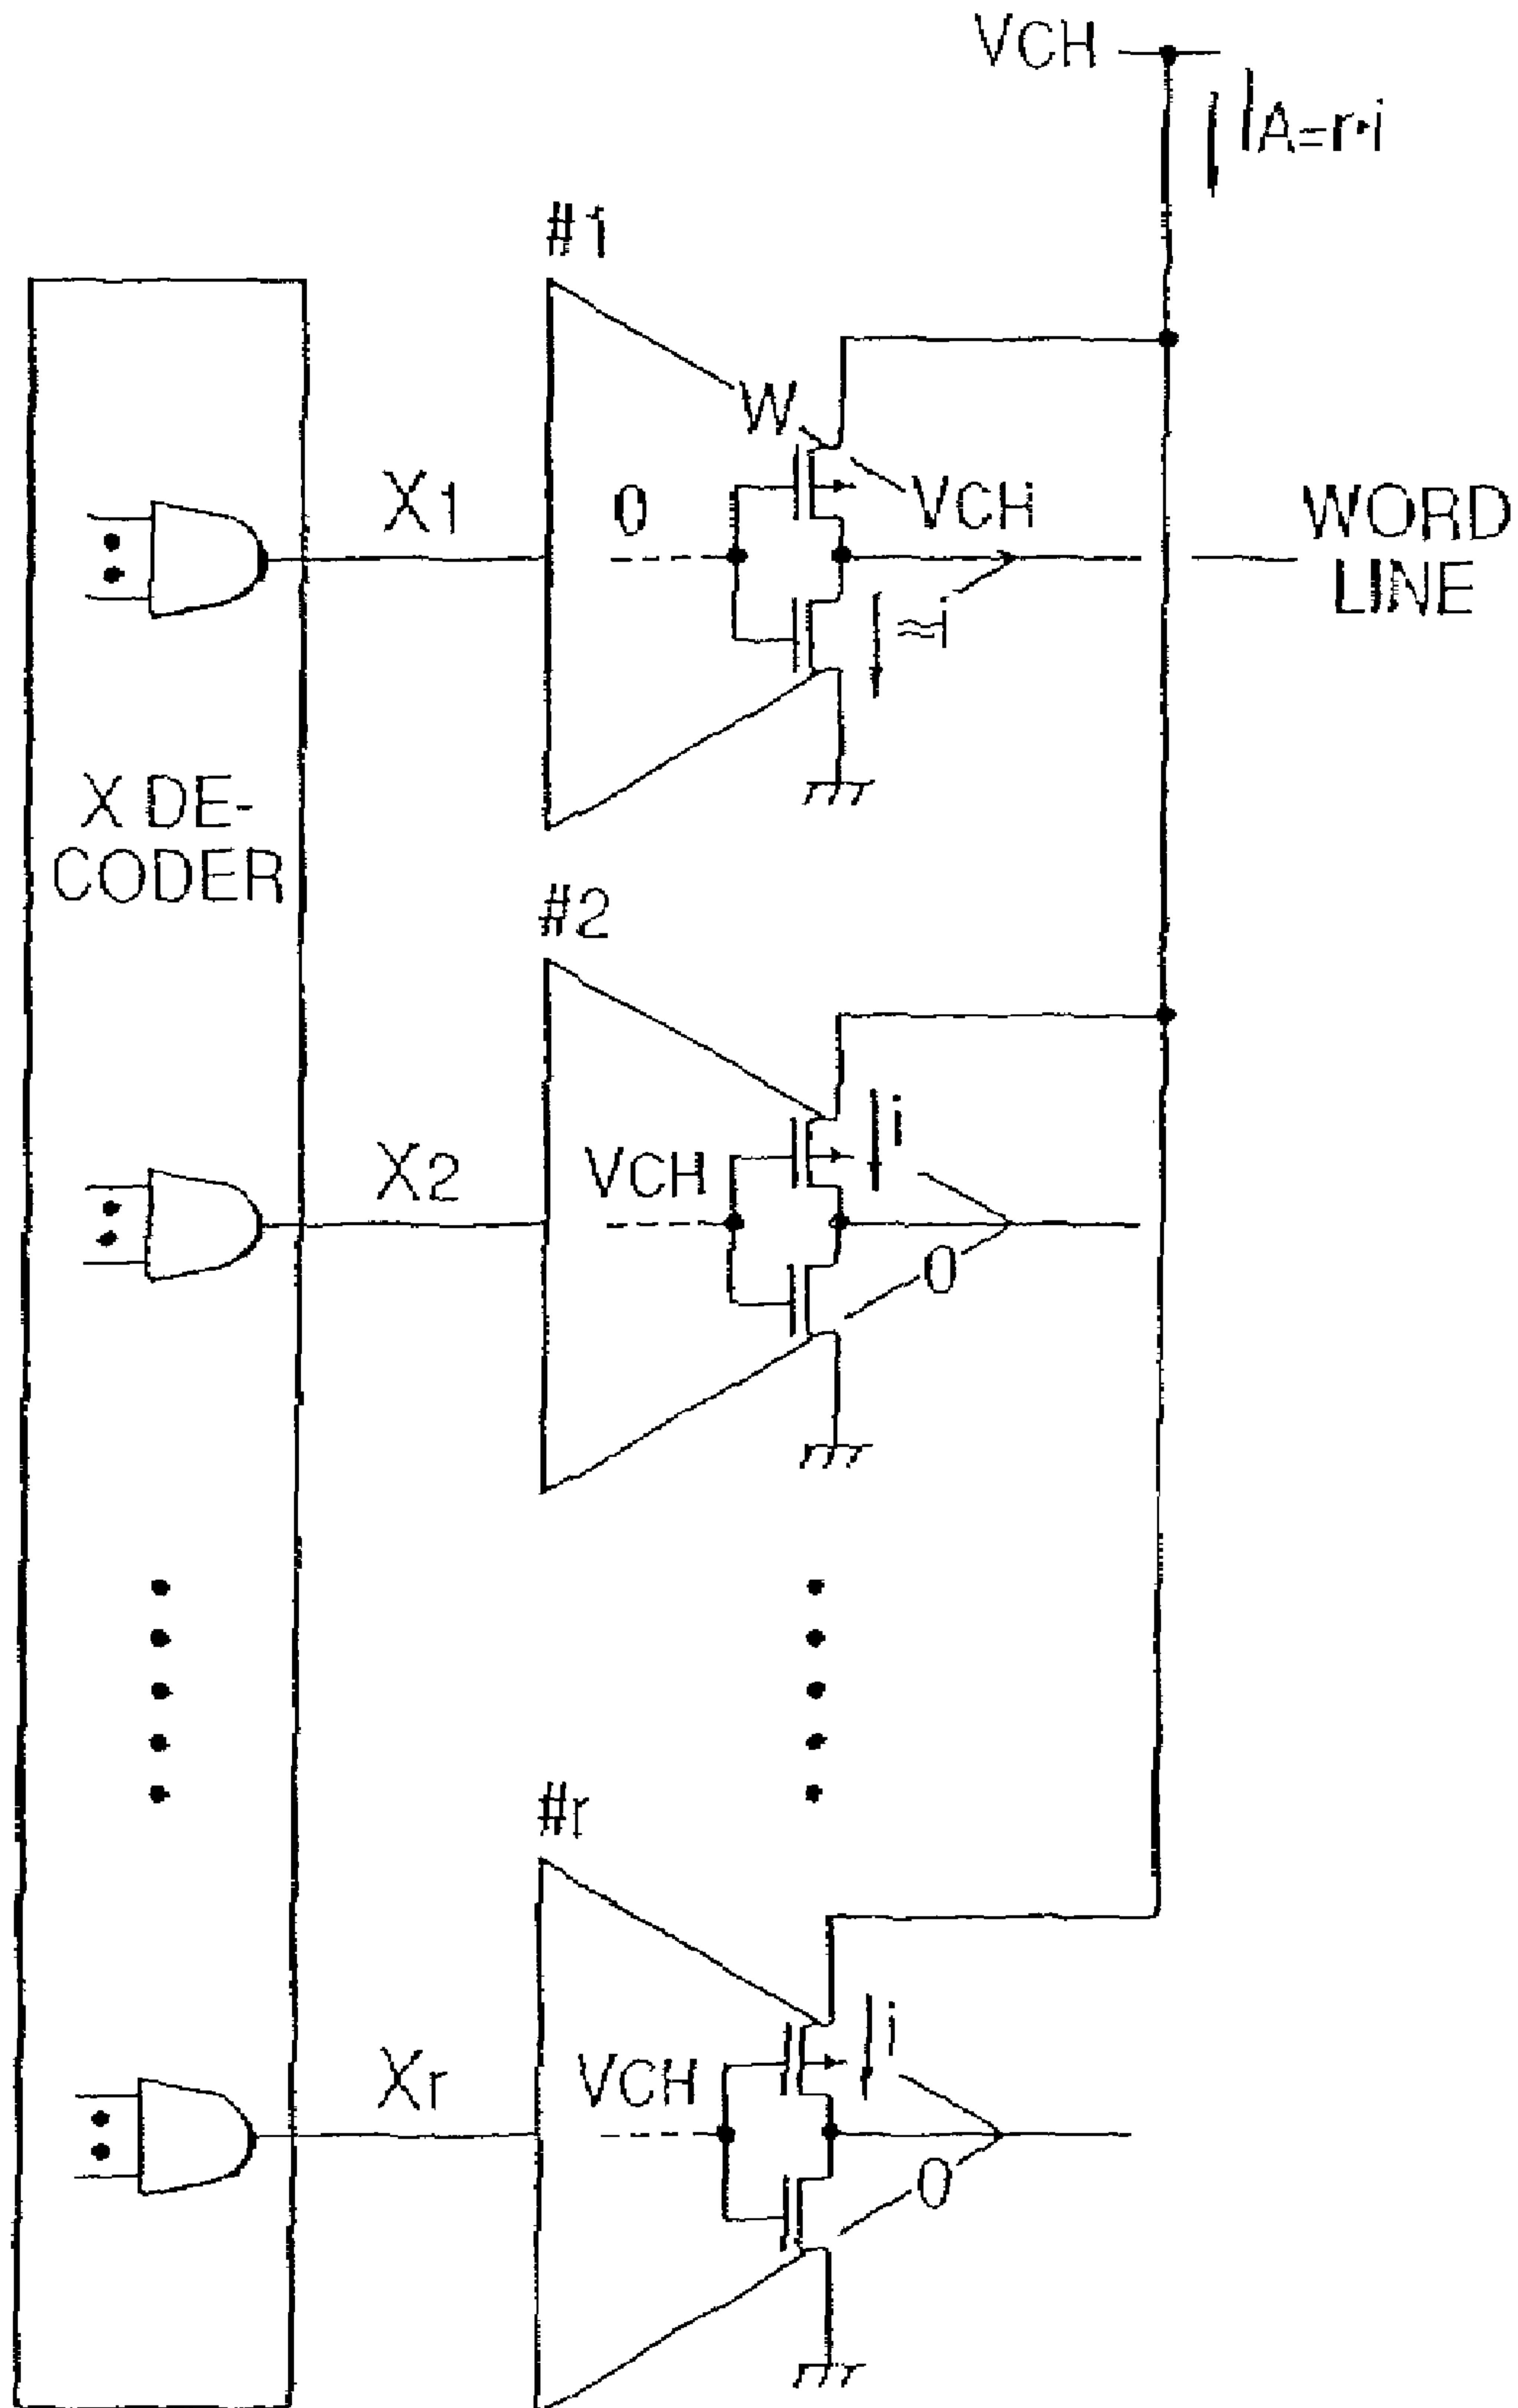 VCH
IA=r·i
#1
W
X1
0
VCH
WORD
LINE
≈i
X DE-
CODER
#2
i
X2
VCH
0
#r
i
Xr
VCH
0